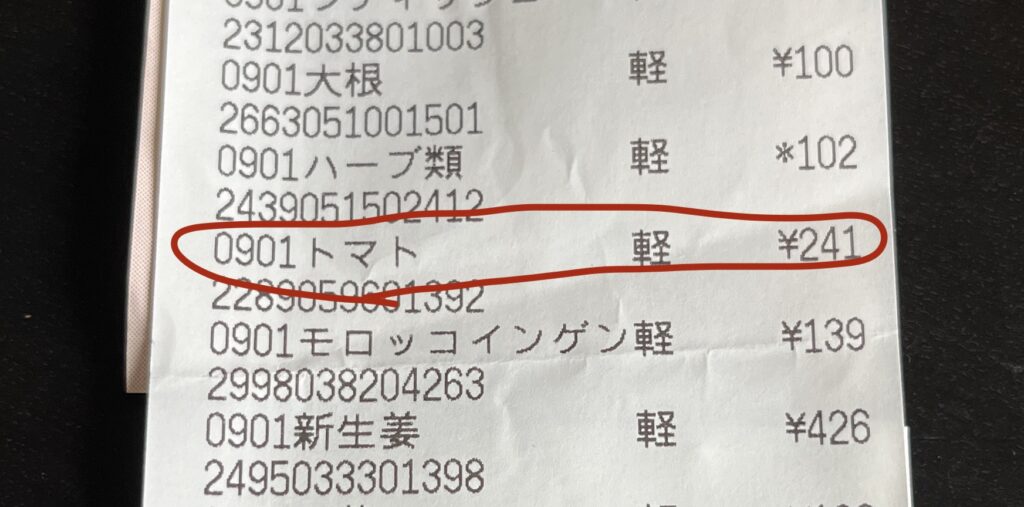 2312033801003
0901大根 軽 ¥100
2663051001501
0901ハーブ類 軽 *102
2439051502412
0901トマト 軽 ¥241
2289059601392
0901モロッコインゲン軽 ¥139
2998038204263
0901新生姜 軽 ¥426
2495033301398